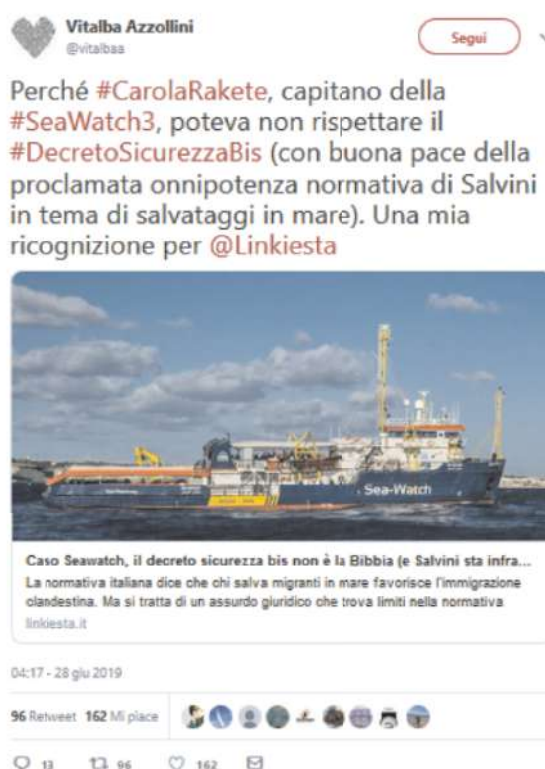 Vitalba Azzollini
@vitalbaa
Segui
Perché #CarolaRakete, capitano della
#SeaWatch3, poteva non rispettare il
#DecretoSicurezzaBis (con buona pace della
proclamata onnipotenza normativa di Salvini
in tema di salvataggi in mare). Una mia
ricognizione per @Linkiesta
Sea-Watch
Caso Seawatch, il decreto sicurezza bis non è la Bibbia (e Salvini sta infra...
La normativa italiana dice che chi salva migranti in mare favorisce l'immigrazione
clandestina. Ma si tratta di un assurdo giuridico che trova limiti nella normativa
linkiesta.it
04:17 - 28 giu 2019
96 Retweet 162 Mi piace
13 96 162